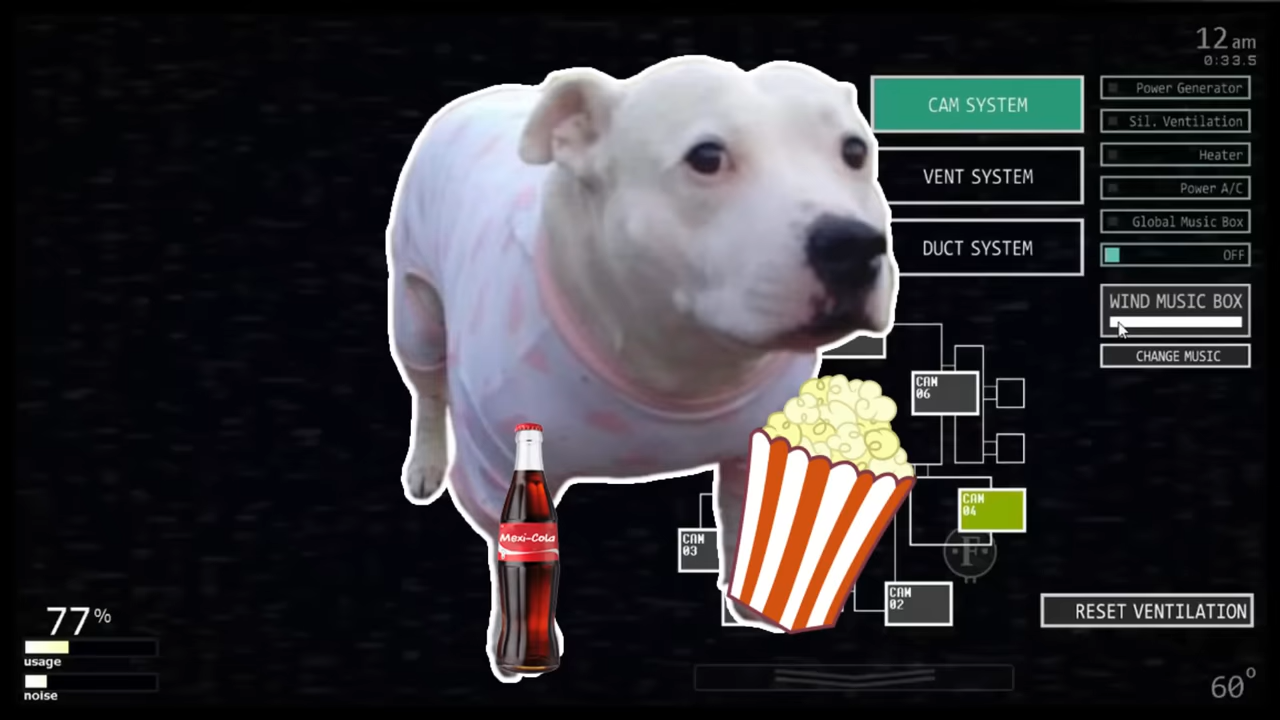 12 am
0:33.5
CAM SYSTEM
VENT SYSTEM
DUCT SYSTEM
Power Generator
Sil. Ventilation
Heater
Power A/C
Global Music Box
OFF
WIND MUSIC BOX
CHANGE MUSIC
CAM
06
CAM
04
CAM
03
F
CAM
02
Mexi-Cola
RESET VENTILATION
77%
usage
noise
60°